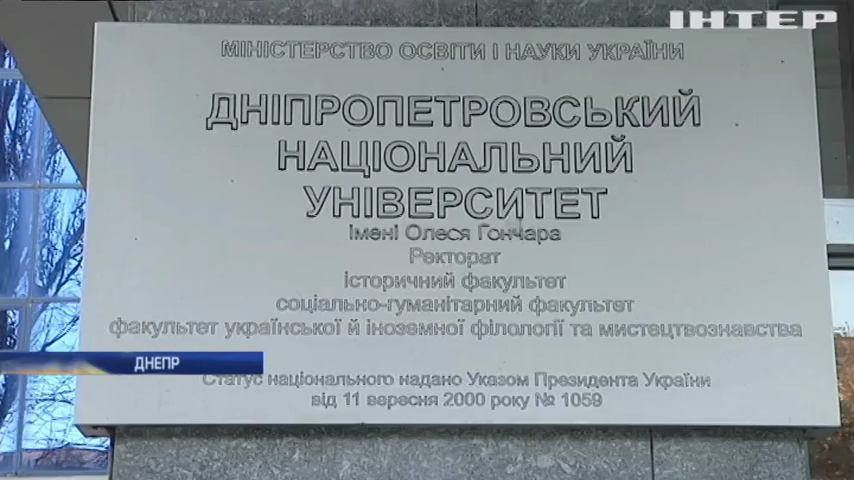 ІНТЕР
МІНІСТЕРСТВО ОСВІТИ І НАУКИ УКРАЇНИ
ДНІПРОПЕТРОВСЬКИЙ
НАЦІОНАЛЬНИЙ
УНІВЕРСИТЕТ
імені Олеся Гончара
Ректорат
історичний факультет
соціально-гуманітарний факультет
факультет української й іноземної філології та мистецтвознавства
ДНЕПР
Статус національного надано Указом Президента України
від 11 вересня 2000 року № 1059